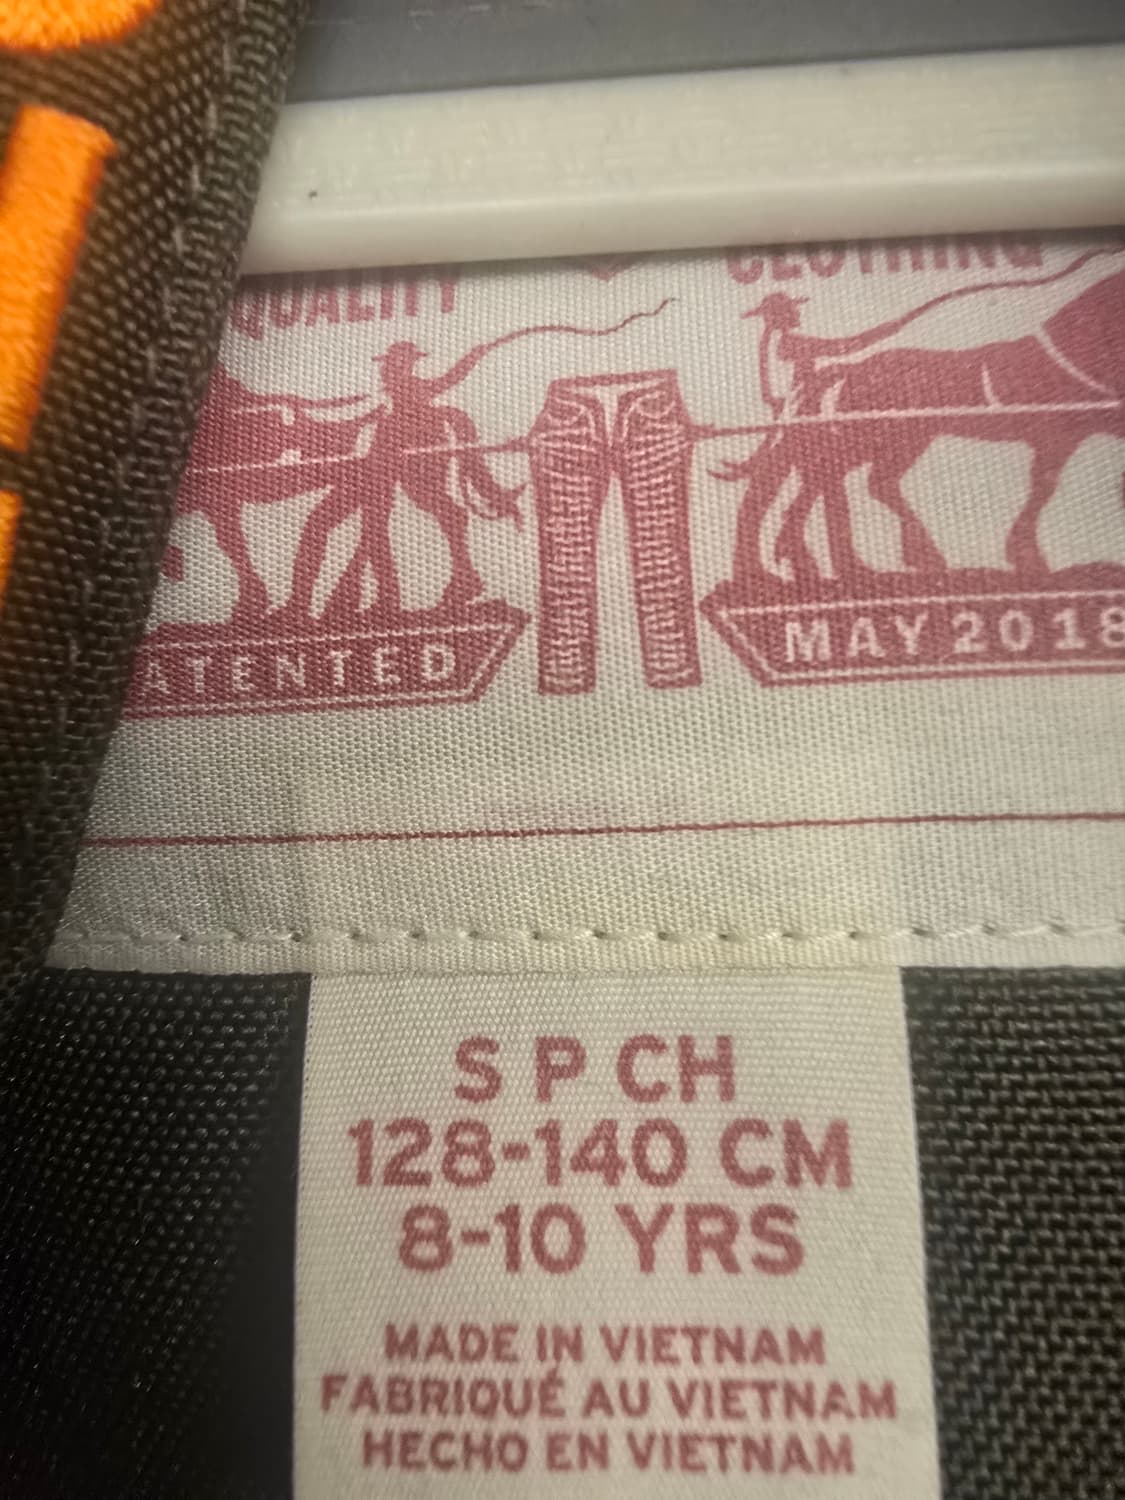 QUALITY CLOTHING
ATENTED MAY 2018
S P CH
128-140 CM
8-10 YRS
MADE IN VIETNAM
FABRIQUÉ AU VIETNAM
HECHO EN VIETNAM